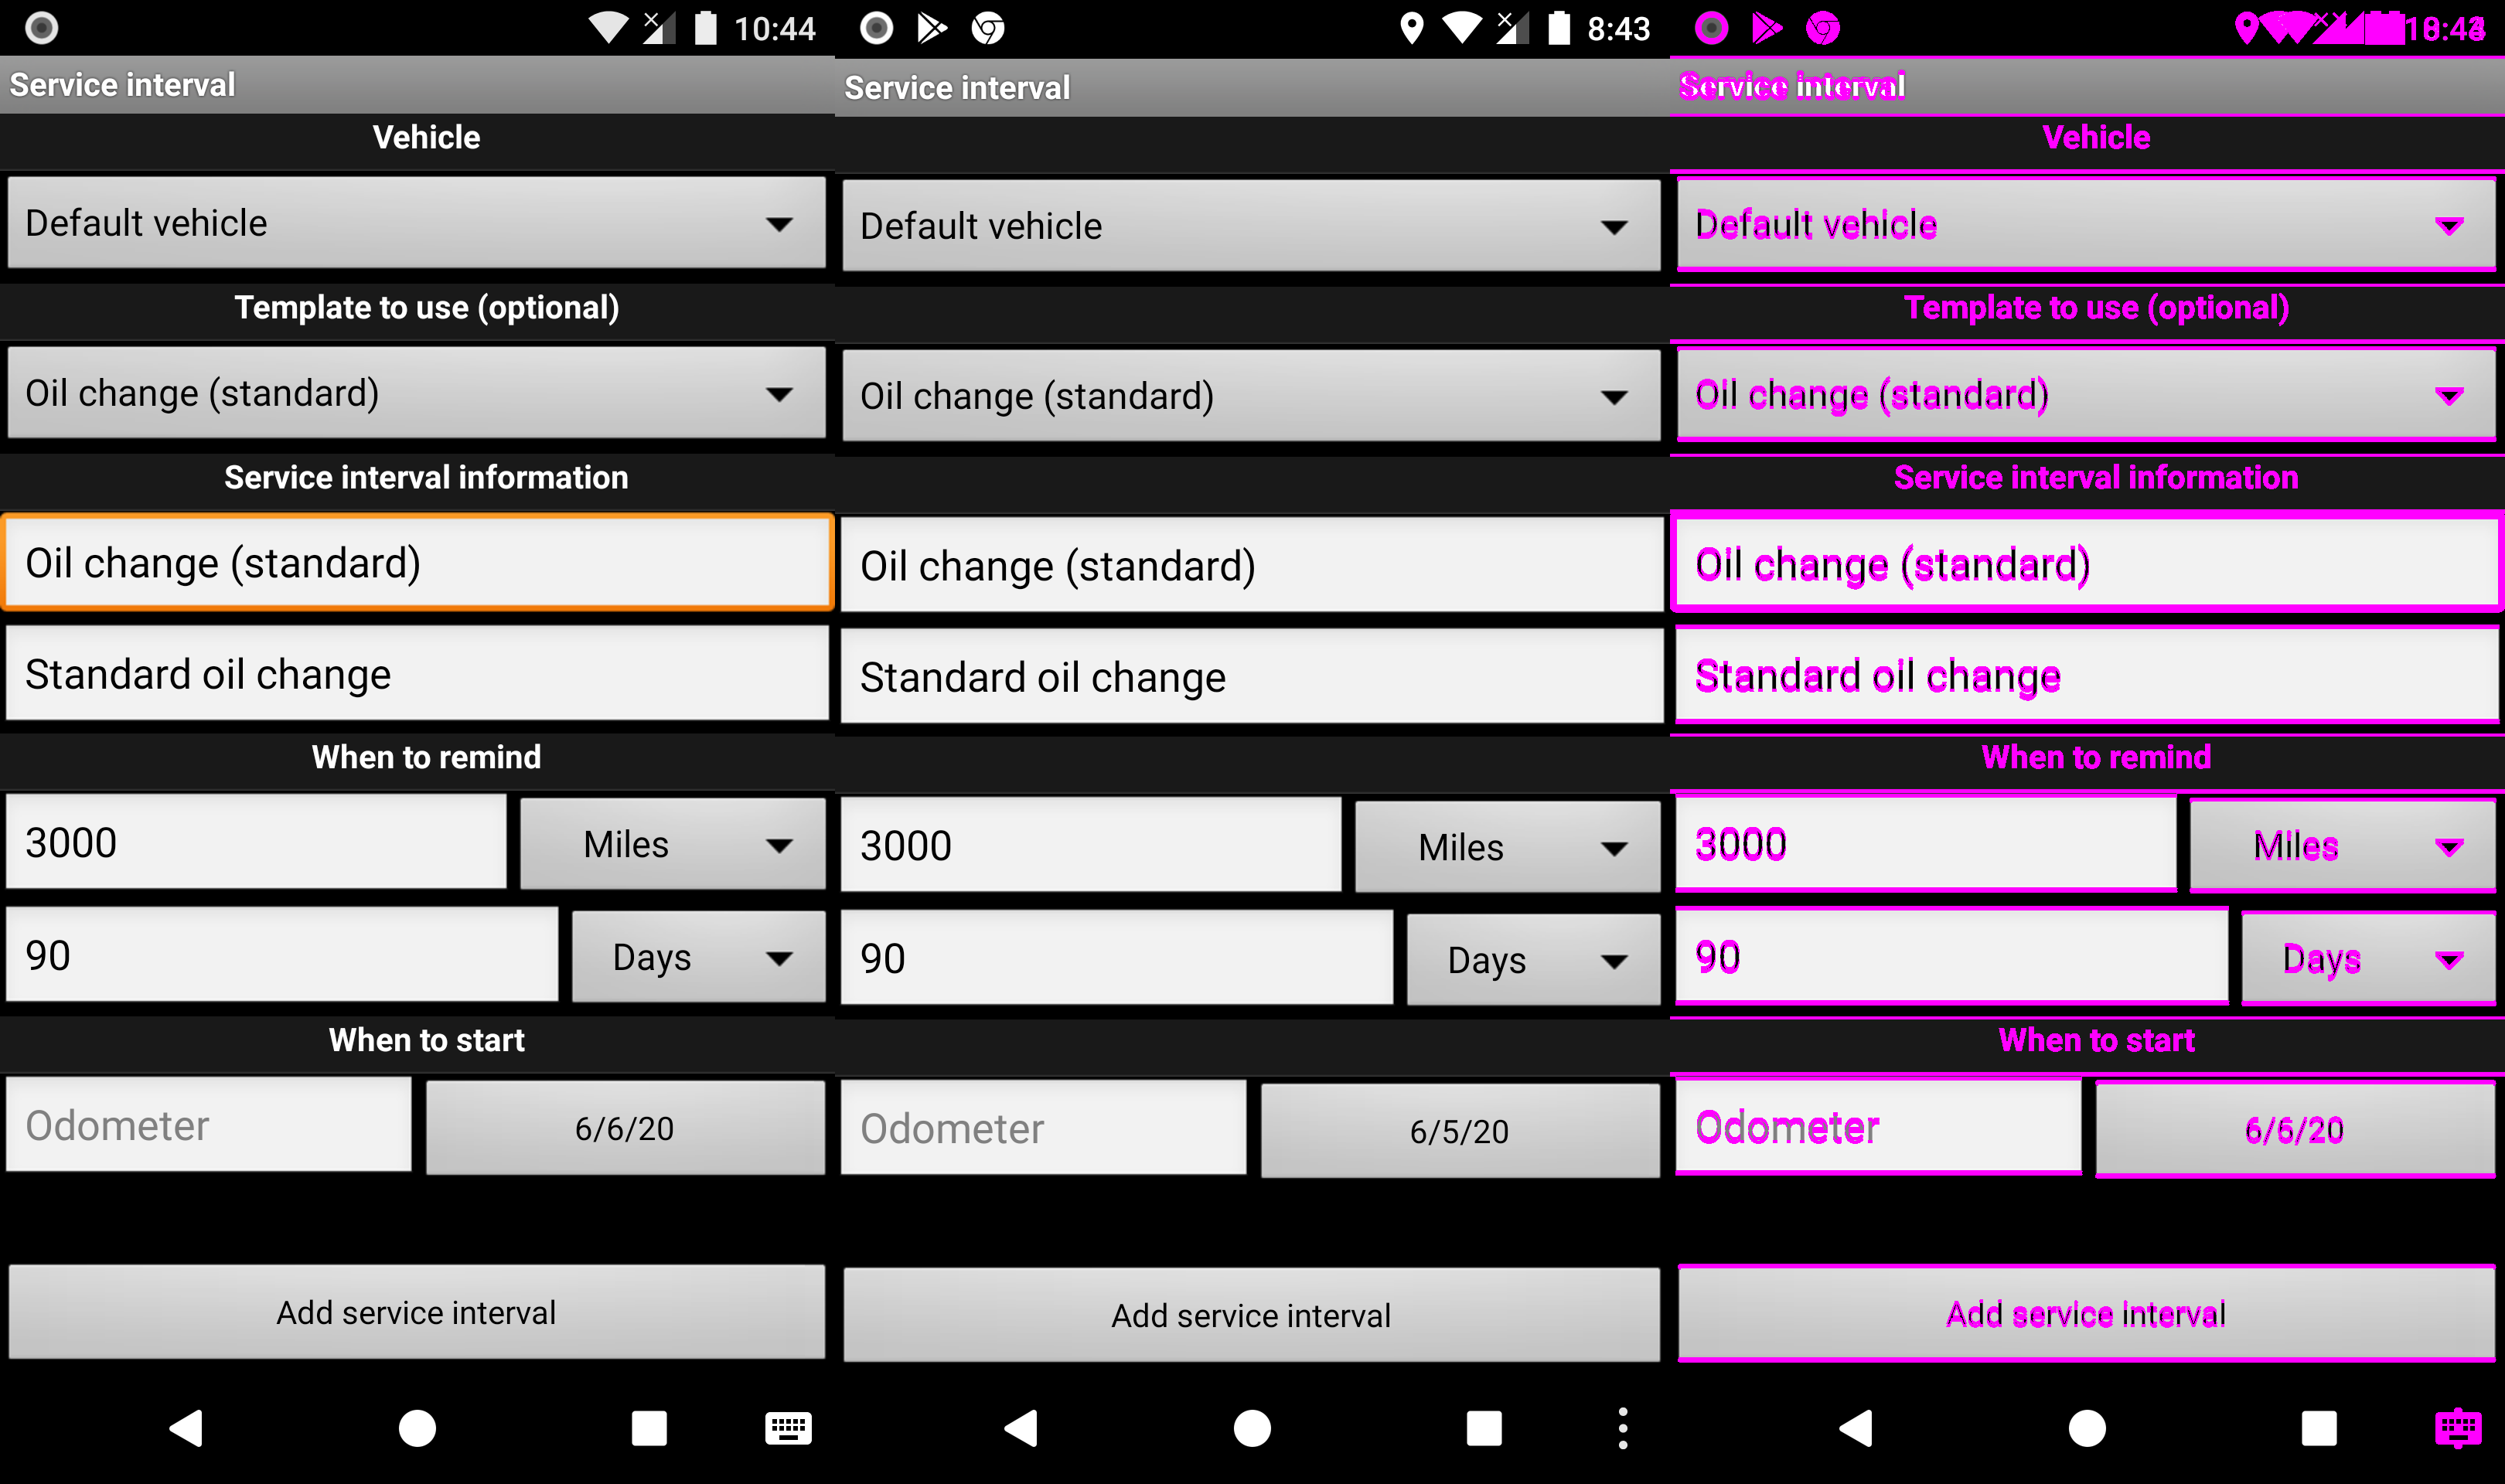 10:44
Service interval
Vehicle
Default vehicle
Template to use (optional)
Oil change (standard)
Service interval information
Oil change (standard)
Standard oil change
When to remind
3000 Miles
90 Days
When to start
Odometer 6/6/20
Add service interval
8:43
Service interval
Default vehicle
Oil change (standard)
Oil change (standard)
Standard oil change
3000 Miles
90 Days
Odometer 6/5/20
Add service interval
Service interval
Vehicle
Default vehicle
Template to use (optional)
Oil change (standard)
Service interval information
Oil change (standard)
Standard oil change
When to remind
3000 Miles
90 Days
When to start
Odometer 6/6/20
Add service interval